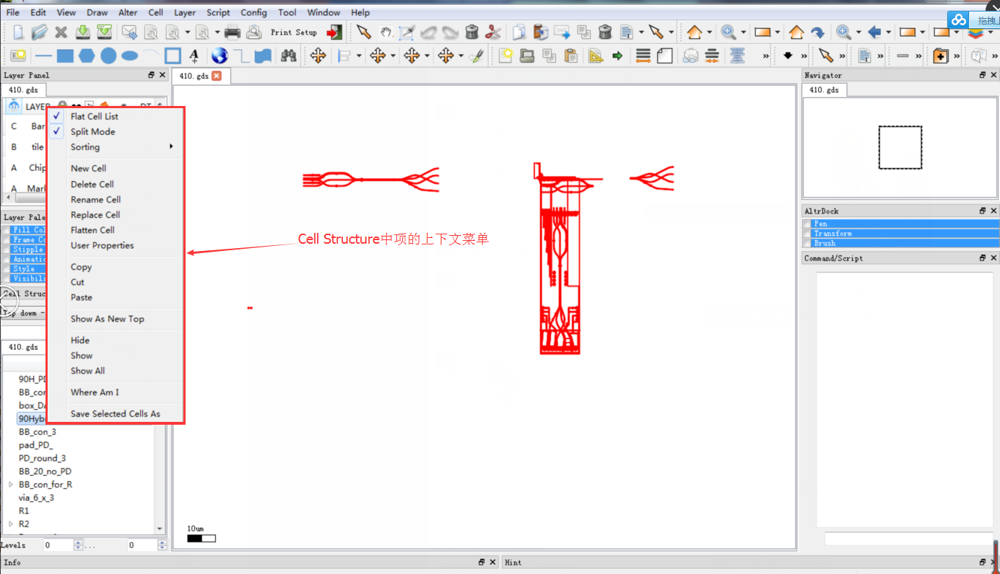 File Edit View Draw Alter Cell Layer Script Config Tool Window Help
拖拽上
Print Setup
Layer Panel
410. gds
Navigator
410. gds
410. gds
LAYER # DT
C Bar
B tile
A Chip
A Mark
Layer Pale
Fill Col
Frame Co
Stipple
Animatio
Style
Visibili
Cell Struc
Top down -
410. gds
90H_PD
BB_con
box_DA
90Hyb
BB_con_3
pad_PD_
PD_round_3
BB_20_no_PD
BB_con_for_R
via_6_x_3
R1
R2
Levels 0 ... 0
Flat Cell List
Split Mode
Sorting
New Cell
Delete Cell
Rename Cell
Replace Cell
Flatten Cell
User Properties
Copy
Cut
Paste
Show As New Top
Hide
Show
Show All
Where Am I
Save Selected Cells As
Cell Structure中项的上下文菜单
10um
AltrDock
Pen
Transform
Brush
Command/Script
Info
Hint